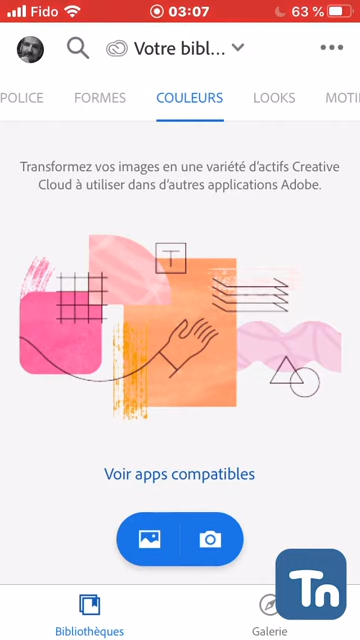 Fido 03:07 63 %
Votre bibl...
POLICE FORMES COULEURS LOOKS MOTI
Transformez vos images en une variété d'actifs Creative
Cloud à utiliser dans d'autres applications Adobe.
T
Voir apps compatibles
Tn
Bibliothèques Galerie